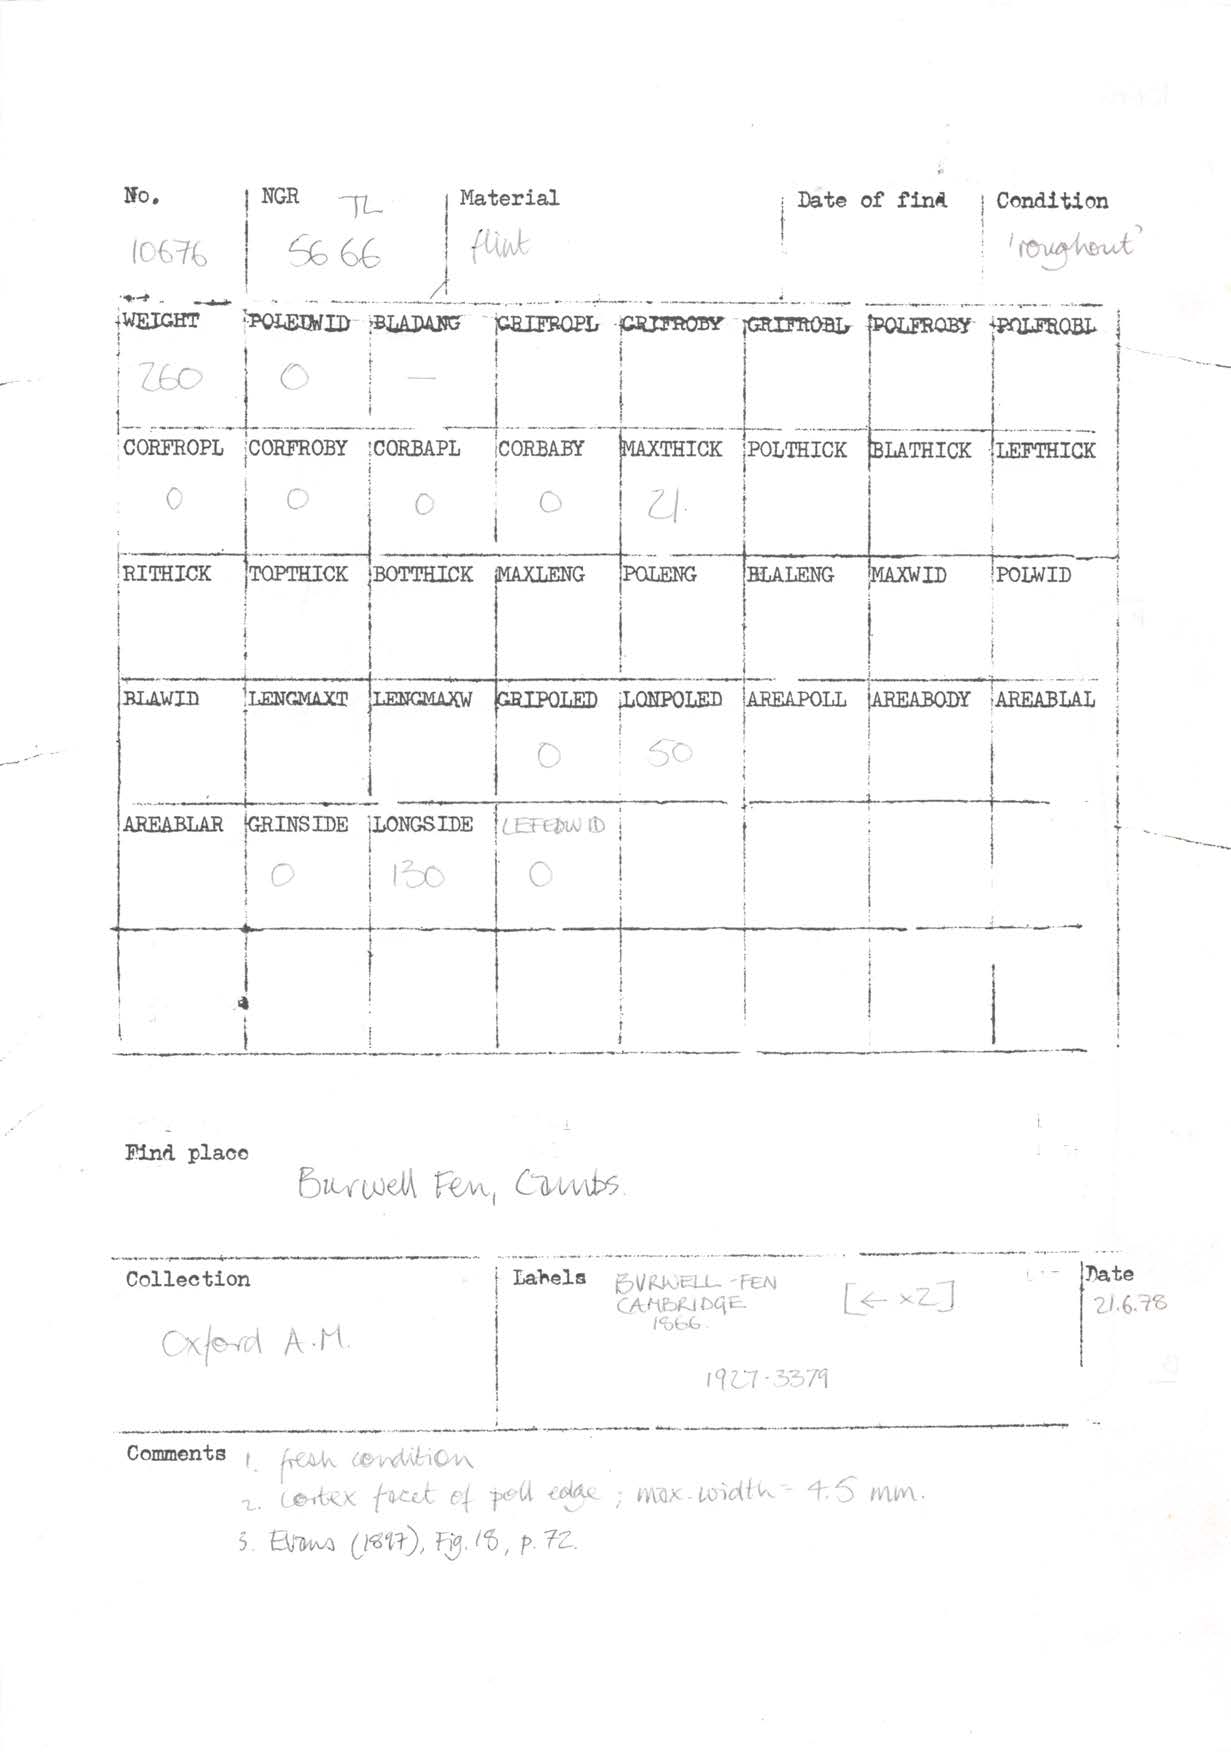 No. NGR TL Material Date of find Condition
10676 5666 flint 'roughout'
WEIGHT POLEDWID BLADANG GRIFROPL GRIFROBY GRIFROBL POLFROBY POLFROBL
260 0 —
CORFROPL CORFROBY CORBAPL CORBABY MAXTHICK POLTHICK BLATHICK LEFTHICK
0 0 0 0 21.
RITHICK TOPTHICK BOTTHICK MAXLENG POLENG BLALENG MAXWID POLWID
BLAWID LENGMAXT LENGMAXW GRIPOLED LONPOLED AREAPOLL AREABODY AREABLAL
0 50
AREABLAR GRINSIDE LONGSIDE LEFEDWID
0 130 0
Find place
Burwell Fen, Cambs.
Collection Labels BURWELL-FEN [← x2] Date
CAMBRIDGE 21.6.78
1866.
Oxford A.M.
1927-3379
Comments 1. fresh condition
2. cortex facet of poll edge; max. width = 4.5 mm.
3. Evans (1897), Fig. 18, p. 72.